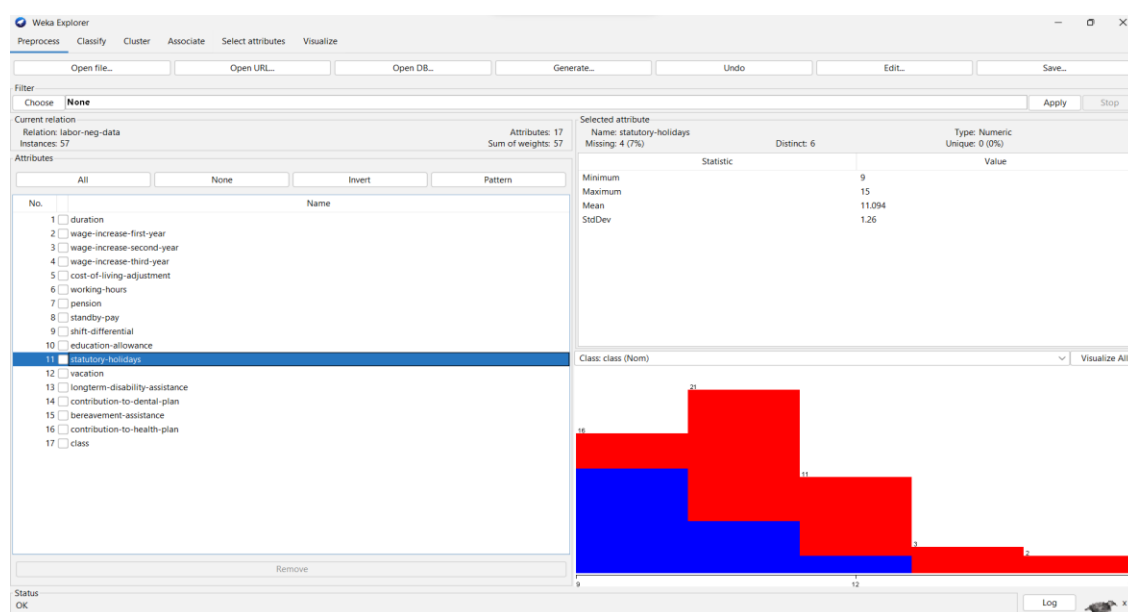 Weka Explorer
Preprocess Classify Cluster Associate Select attributes Visualize
Open file... Open URL... Open DB... Generate... Undo Edit... Save...
Filter
Choose None Apply Stop
Current relation
Relation: labor-neg-data Attributes: 17
Instances: 57 Sum of weights: 57
Attributes
All None Invert Pattern
No. Name
1 duration
2 wage-increase-first-year
3 wage-increase-second-year
4 wage-increase-third-year
5 cost-of-living-adjustment
6 working-hours
7 pension
8 standby-pay
9 shift-differential
10 education-allowance
11 statutory-holidays
12 vacation
13 longterm-disability-assistance
14 contribution-to-dental-plan
15 bereavement-assistance
16 contribution-to-health-plan
17 class
Remove
Selected attribute
Name: statutory-holidays Type: Numeric
Missing: 4 (7%) Distinct: 6 Unique: 0 (0%)
Statistic Value
Minimum 9
Maximum 15
Mean 11.094
StdDev 1.26
Class: class (Nom) Visualize All
21
16
11
3
2
9 12
Status
OK Log x